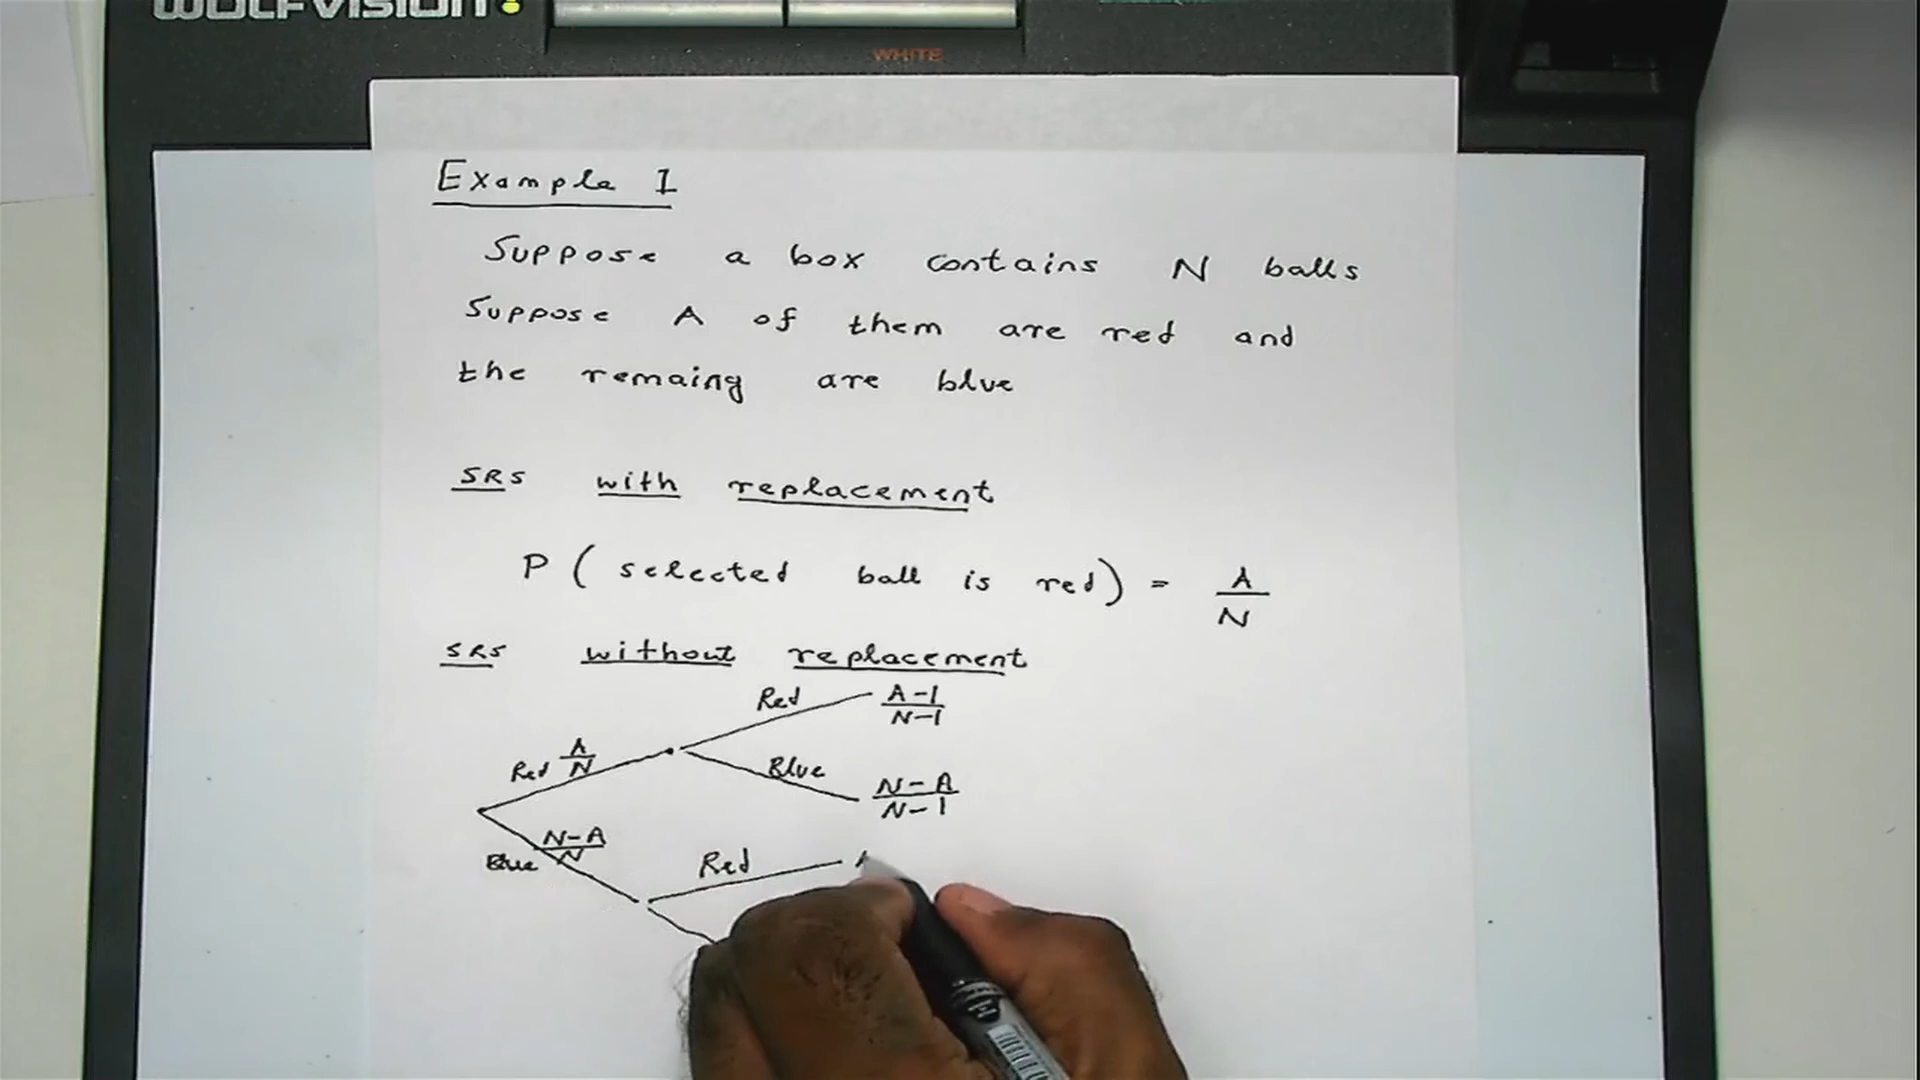 WOLFVISION
WHITE
Example 1
Suppose a box contains N balls
Suppose A of them are red and
the remaing are blue
SRS with replacement
P ( selected ball is red) = A/N
SRS without replacement
Red A-1/N-1
Red A/N
Blue N-A/N-1
Blue N-A/N
Red